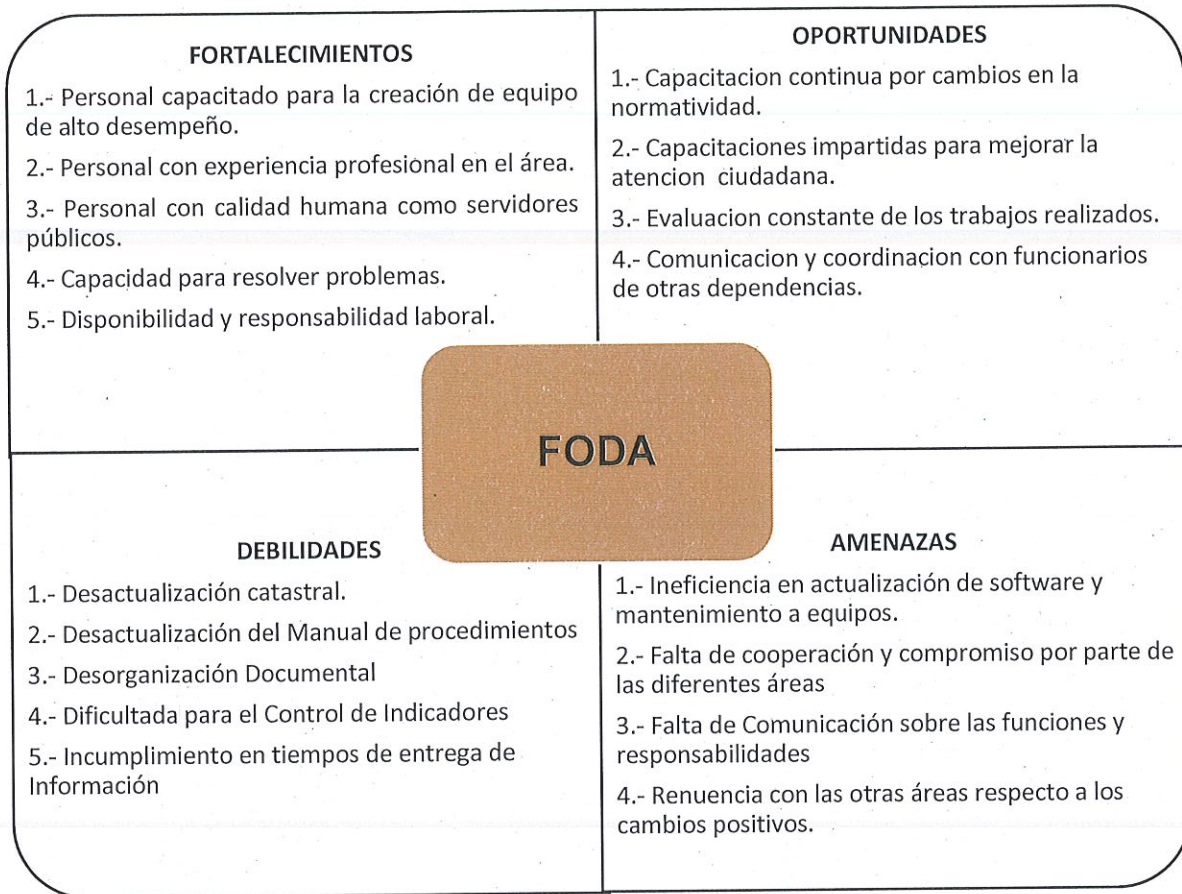 FORTALECIMIENTOS
1.- Personal capacitado para la creación de equipo
de alto desempeño.
2.- Personal con experiencia profesional en el área.
3.- Personal con calidad humana como servidores
públicos.
4.- Capacidad para resolver problemas.
5.- Disponibilidad y responsabilidad laboral.
OPORTUNIDADES
1.- Capacitacion continua por cambios en la
normatividad.
2.- Capacitaciones impartidas para mejorar la
atencion ciudadana.
3.- Evaluacion constante de los trabajos realizados.
4.- Comunicacion y coordinacion con funcionarios
de otras dependencias.
FODA
DEBILIDADES
1.- Desactualización catastral.
2.- Desactualización del Manual de procedimientos
3.- Desorganización Documental
4.- Dificultada para el Control de Indicadores
5.- Incumplimiento en tiempos de entrega de
Información
AMENAZAS
1.- Ineficiencia en actualización de software y
mantenimiento a equipos.
2.- Falta de cooperación y compromiso por parte de
las diferentes áreas
3.- Falta de Comunicación sobre las funciones y
responsabilidades
4.- Renuencia con las otras áreas respecto a los
cambios positivos.